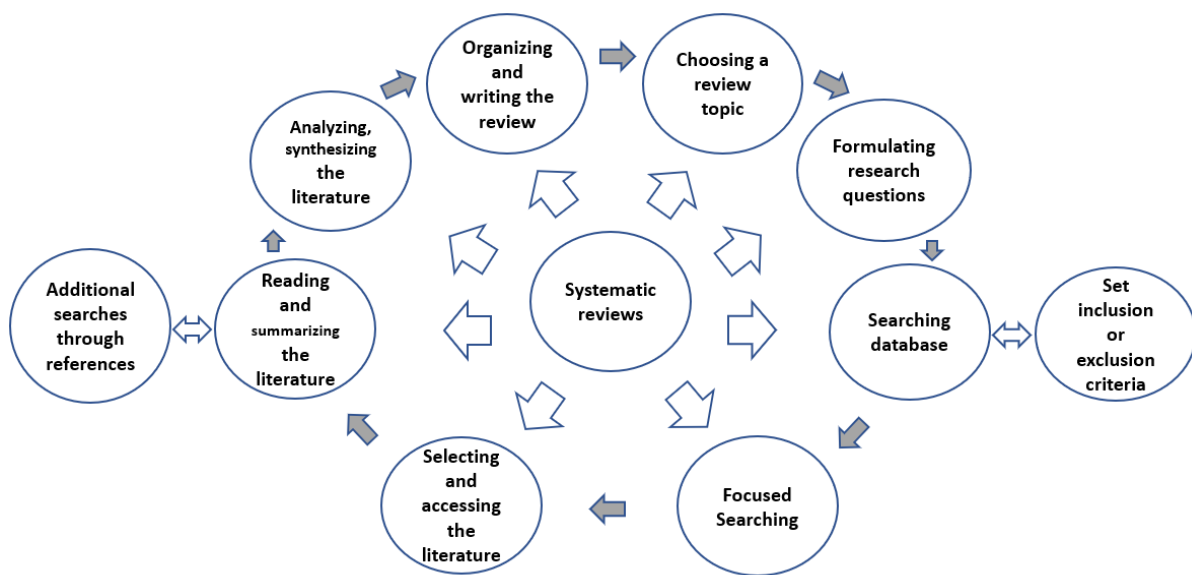 Organizing
and
writing the
review
Choosing a
review
topic
Formulating
research
questions
Searching
database
Set
inclusion
or
exclusion
criteria
Focused
Searching
Selecting
and
accessing
the
literature
Reading
and
summarizing
the
literature
Additional
searches
through
references
Analyzing,
synthesizing
the
literature
Systematic
reviews